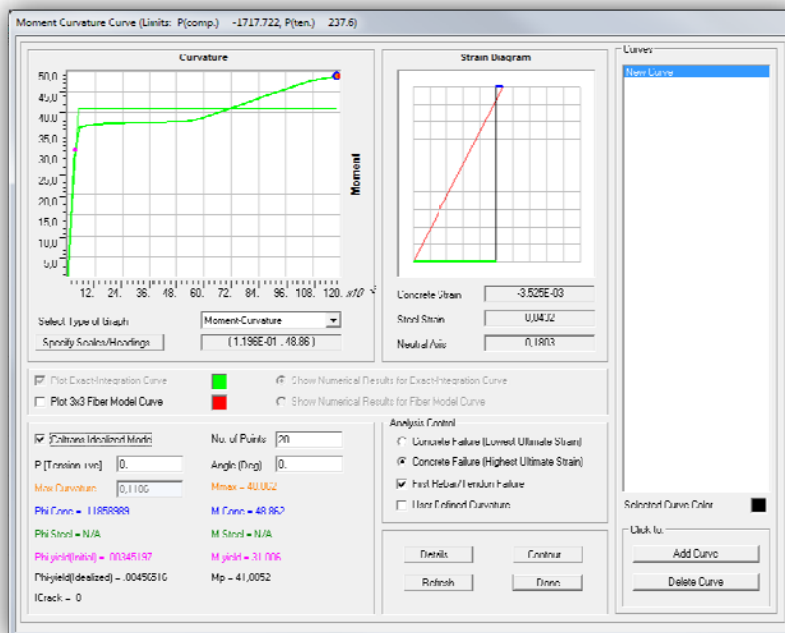 Moment Curvature Curve (Limits: P(comp.) -1717.722, P(ten.) 237.6)
Curvature
50,0
45,0
40,0
35,0
30,0
25,0
20,0
15,0
10,0
5,0
12. 24. 36. 48. 60. 72. 84. 96. 108. 120. x10
Moment
Select Type of Graph
Moment-Curvature
Specify Scales/Headings
( 1.196E-01 , 48.86 )
Strain Diagram
Concrete Strain
-3.525E-03
Steel Strain
0,0432
Neutral Axis
0,1803
Curves
New Curve
Plot Exact-Integration Curve
Show Numerical Results for Exact-Integration Curve
Plot 3x3 Fiber Model Curve
Show Numerical Results for Fiber Model Curve
Caltrans Idealized Model
No. of Points
20
P [Tension +ve]
0.
Angle (Deg)
0.
Max Curvature
Phi Conc = .11858989
M Conc = 48.862
Phi Steel = N/A
M Steel = N/A
Phi-yield(Initial) = .00345197
M yield = 31.006
Phi-yield(Idealized) = .00456516
Mp = 41,0052
ICrack = 0
Analysis Control
Concrete Failure (Lowest Ultimate Strain)
Concrete Failure (Highest Ultimate Strain)
First Rebar/Tendon Failure
User Defined Curvature
Details
Contour
Refresh
Done
Selected Curve Color
Click to:
Add Curve
Delete Curve